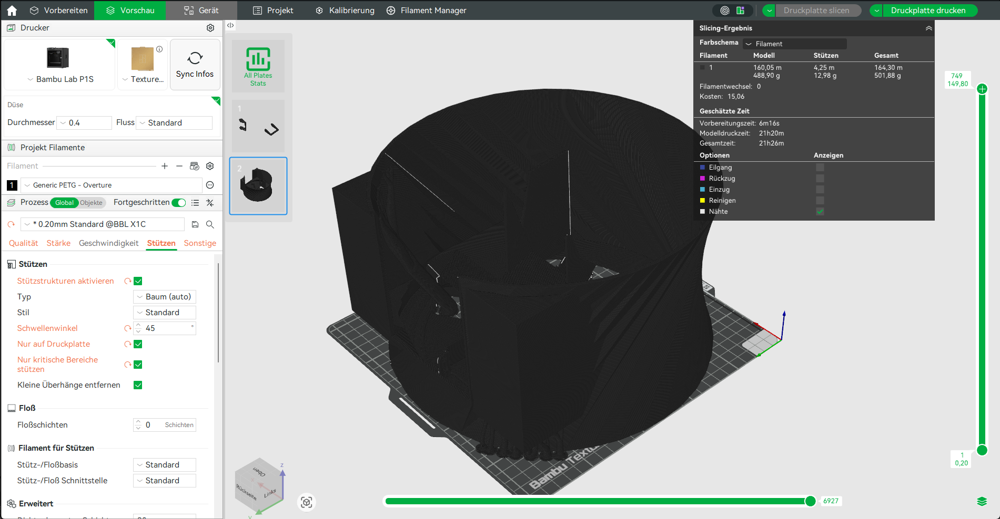 Vorbereiten
Vorschau
Gerät
Projekt
Kalibrierung
Filament Manager
Druckplatte slicen
Druckplatte drucken
Drucker
Bambu Lab P1S
Texture...
Sync Infos
Düse
Durchmesser
0.4
Fluss
Standard
Projekt Filamente
Filament
1
Generic PETG - Overture
Prozess
Global
Objekte
Fortgeschritten
* 0.20mm Standard @BBL X1C
Qualität
Stärke
Geschwindigkeit
Stützen
Sonstige
Stützen
Stützstrukturen aktivieren
Typ
Baum (auto)
Stil
Standard
Schwellenwinkel
45
°
Nur auf Druckplatte
Nur kritische Bereiche
stützen
Kleine Überhänge entfernen
Floß
Floßschichten
0
Schichten
Filament für Stützen
Stütz-/Floßbasis
Standard
Stütz-/Floß Schnittstelle
Standard
Erweitert
All Plates
Stats
1
2
Slicing-Ergebnis
Farbschema
Filament
Filament Modell Stützen Gesamt
1 160,05 m 4,25 m 164,30 m
488,90 g 12,98 g 501,88 g
Filamentwechsel: 0
Kosten: 15,06
Geschätzte Zeit
Vorbereitungszeit: 6m16s
Modelldruckzeit: 21h20m
Gesamtzeit: 21h26m
Optionen Anzeigen
Eilgang
Rückzug
Einzug
Reinigen
Nähte
749
149,80
1
0,20
Bambu Textu
Oben
Rückseite
Links
z
y
6927